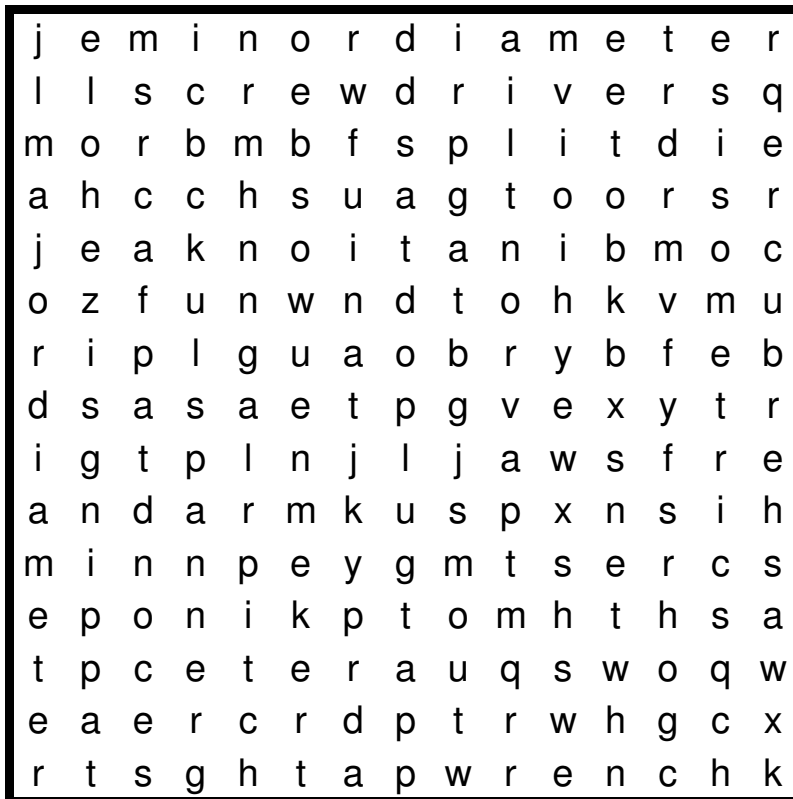 j e m i n o r d i a m e t e r
l l s c r e w d r i v e r s q
m o r b m b f s p l i t d i e
a h c c h s u a g t o o r s r
j e a k n o i t a n i b m o c
o z f u n w n d t o h k v m u
r i p l g u a o b r y b f e b
d s a s a e t p g v e x y t r
i g t p l n j l j a w s f r e
a n d a r m k u s p x n s i h
m i n n p e y g m t s e r c s
e p o n i k p t o m h t h s a
t p c e t e r a u q s w o q w
e a e r c r d p t r w h g c x
r t s g h t a p w r e n c h k